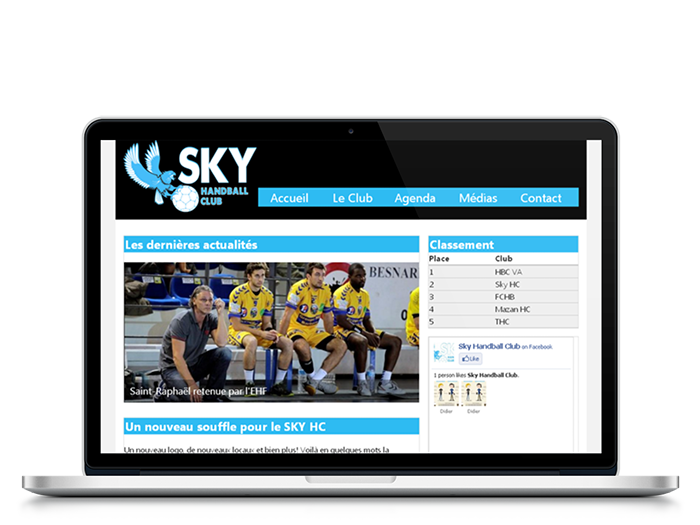 SKY
HANDBALL
CLUB
Accueil Le Club Agenda Médias Contact
Les dernières actualités
BESNAR
Saint-Raphaël retenue par l'EHF
Un nouveau souffle pour le SKY HC
Un nouveau logo, de nouveaux locaux et bien plus! Voilà en quelques mots la
Classement
Place Club
1 HBC VA
2 Sky HC
3 FCHB
4 Mazan HC
5 THC
Sky Handball Club on Facebook
Like
1 person likes Sky Handball Club.
Didier Didier